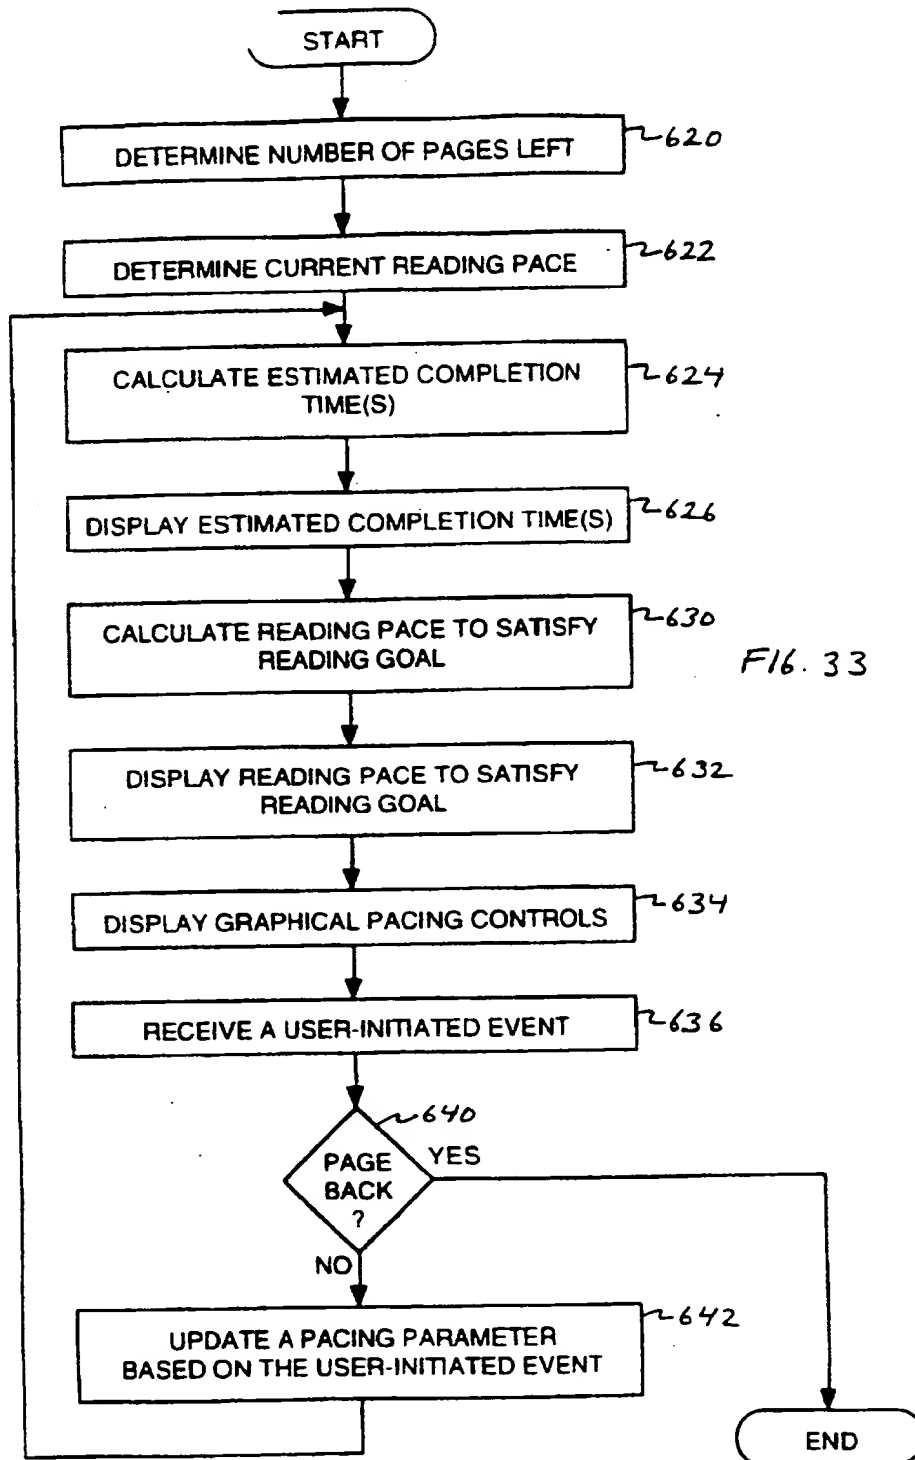 START
DETERMINE NUMBER OF PAGES LEFT
620
DETERMINE CURRENT READING PACE
622
CALCULATE ESTIMATED COMPLETION
TIME(S)
624
DISPLAY ESTIMATED COMPLETION TIME(S)
626
CALCULATE READING PACE TO SATISFY
READING GOAL
630
FIG. 33
DISPLAY READING PACE TO SATISFY
READING GOAL
632
DISPLAY GRAPHICAL PACING CONTROLS
634
RECEIVE A USER-INITIATED EVENT
636
640
PAGE
BACK
?
YES
NO
UPDATE A PACING PARAMETER
BASED ON THE USER-INITIATED EVENT
642
END